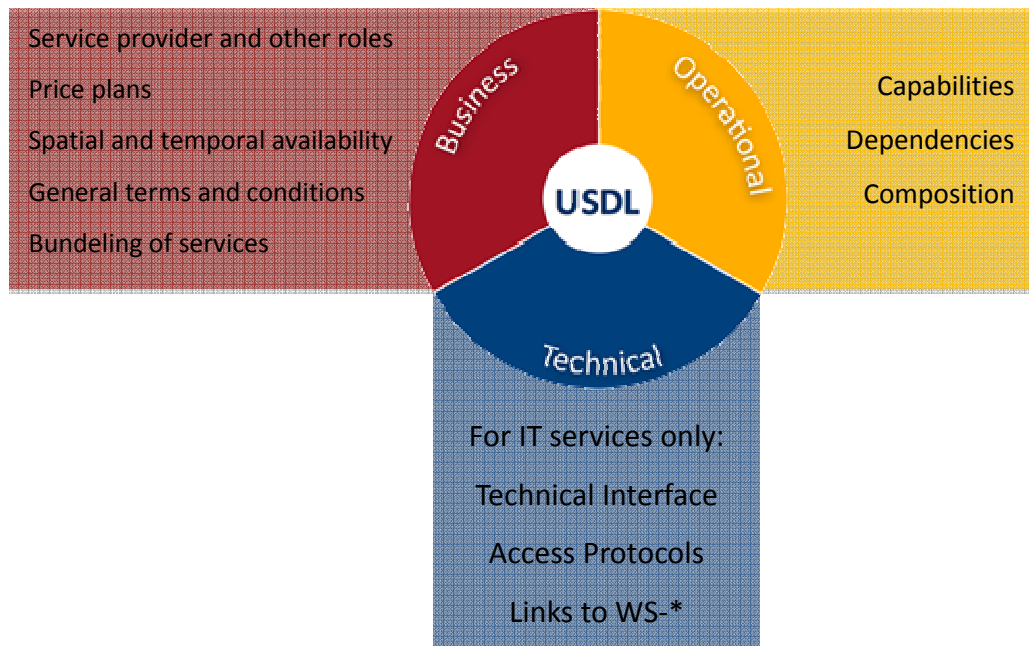 Service provider and other roles
Price plans
Spatial and temporal availability
General terms and conditions
Bundeling of services
Business
Operational
USDL
Technical
Capabilities
Dependencies
Composition
For IT services only:
Technical Interface
Access Protocols
Links to WS-*